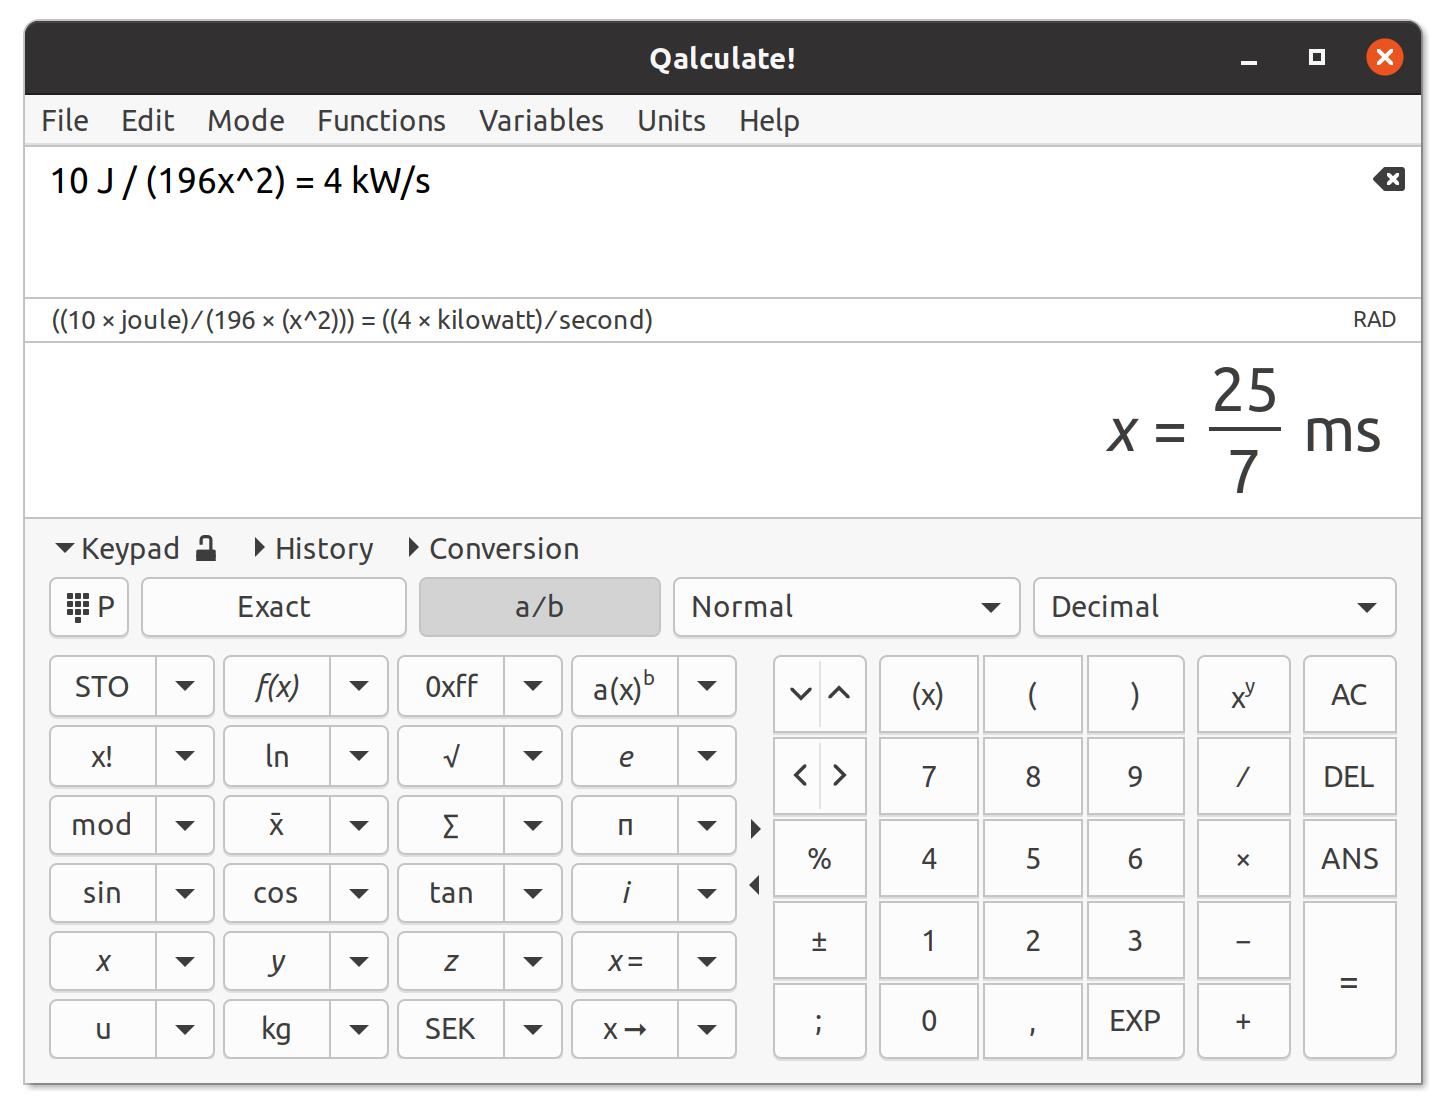 Qalculate!
File Edit Mode Functions Variables Units Help
10 J / (196x^2) = 4 kW/s
((10 × joule)/(196 × (x^2))) = ((4 × kilowatt)/second) RAD
x = 25/7 ms
Keypad History Conversion
P Exact a/b Normal Decimal
STO f(x) 0xff a(x)^b (x) ( ) x^y AC
x! ln √ e 7 8 9 / DEL
mod x̄ ∑ π % 4 5 6 × ANS
sin cos tan i ± 1 2 3 − =
x y z x= ; 0 , EXP +
u kg SEK x→